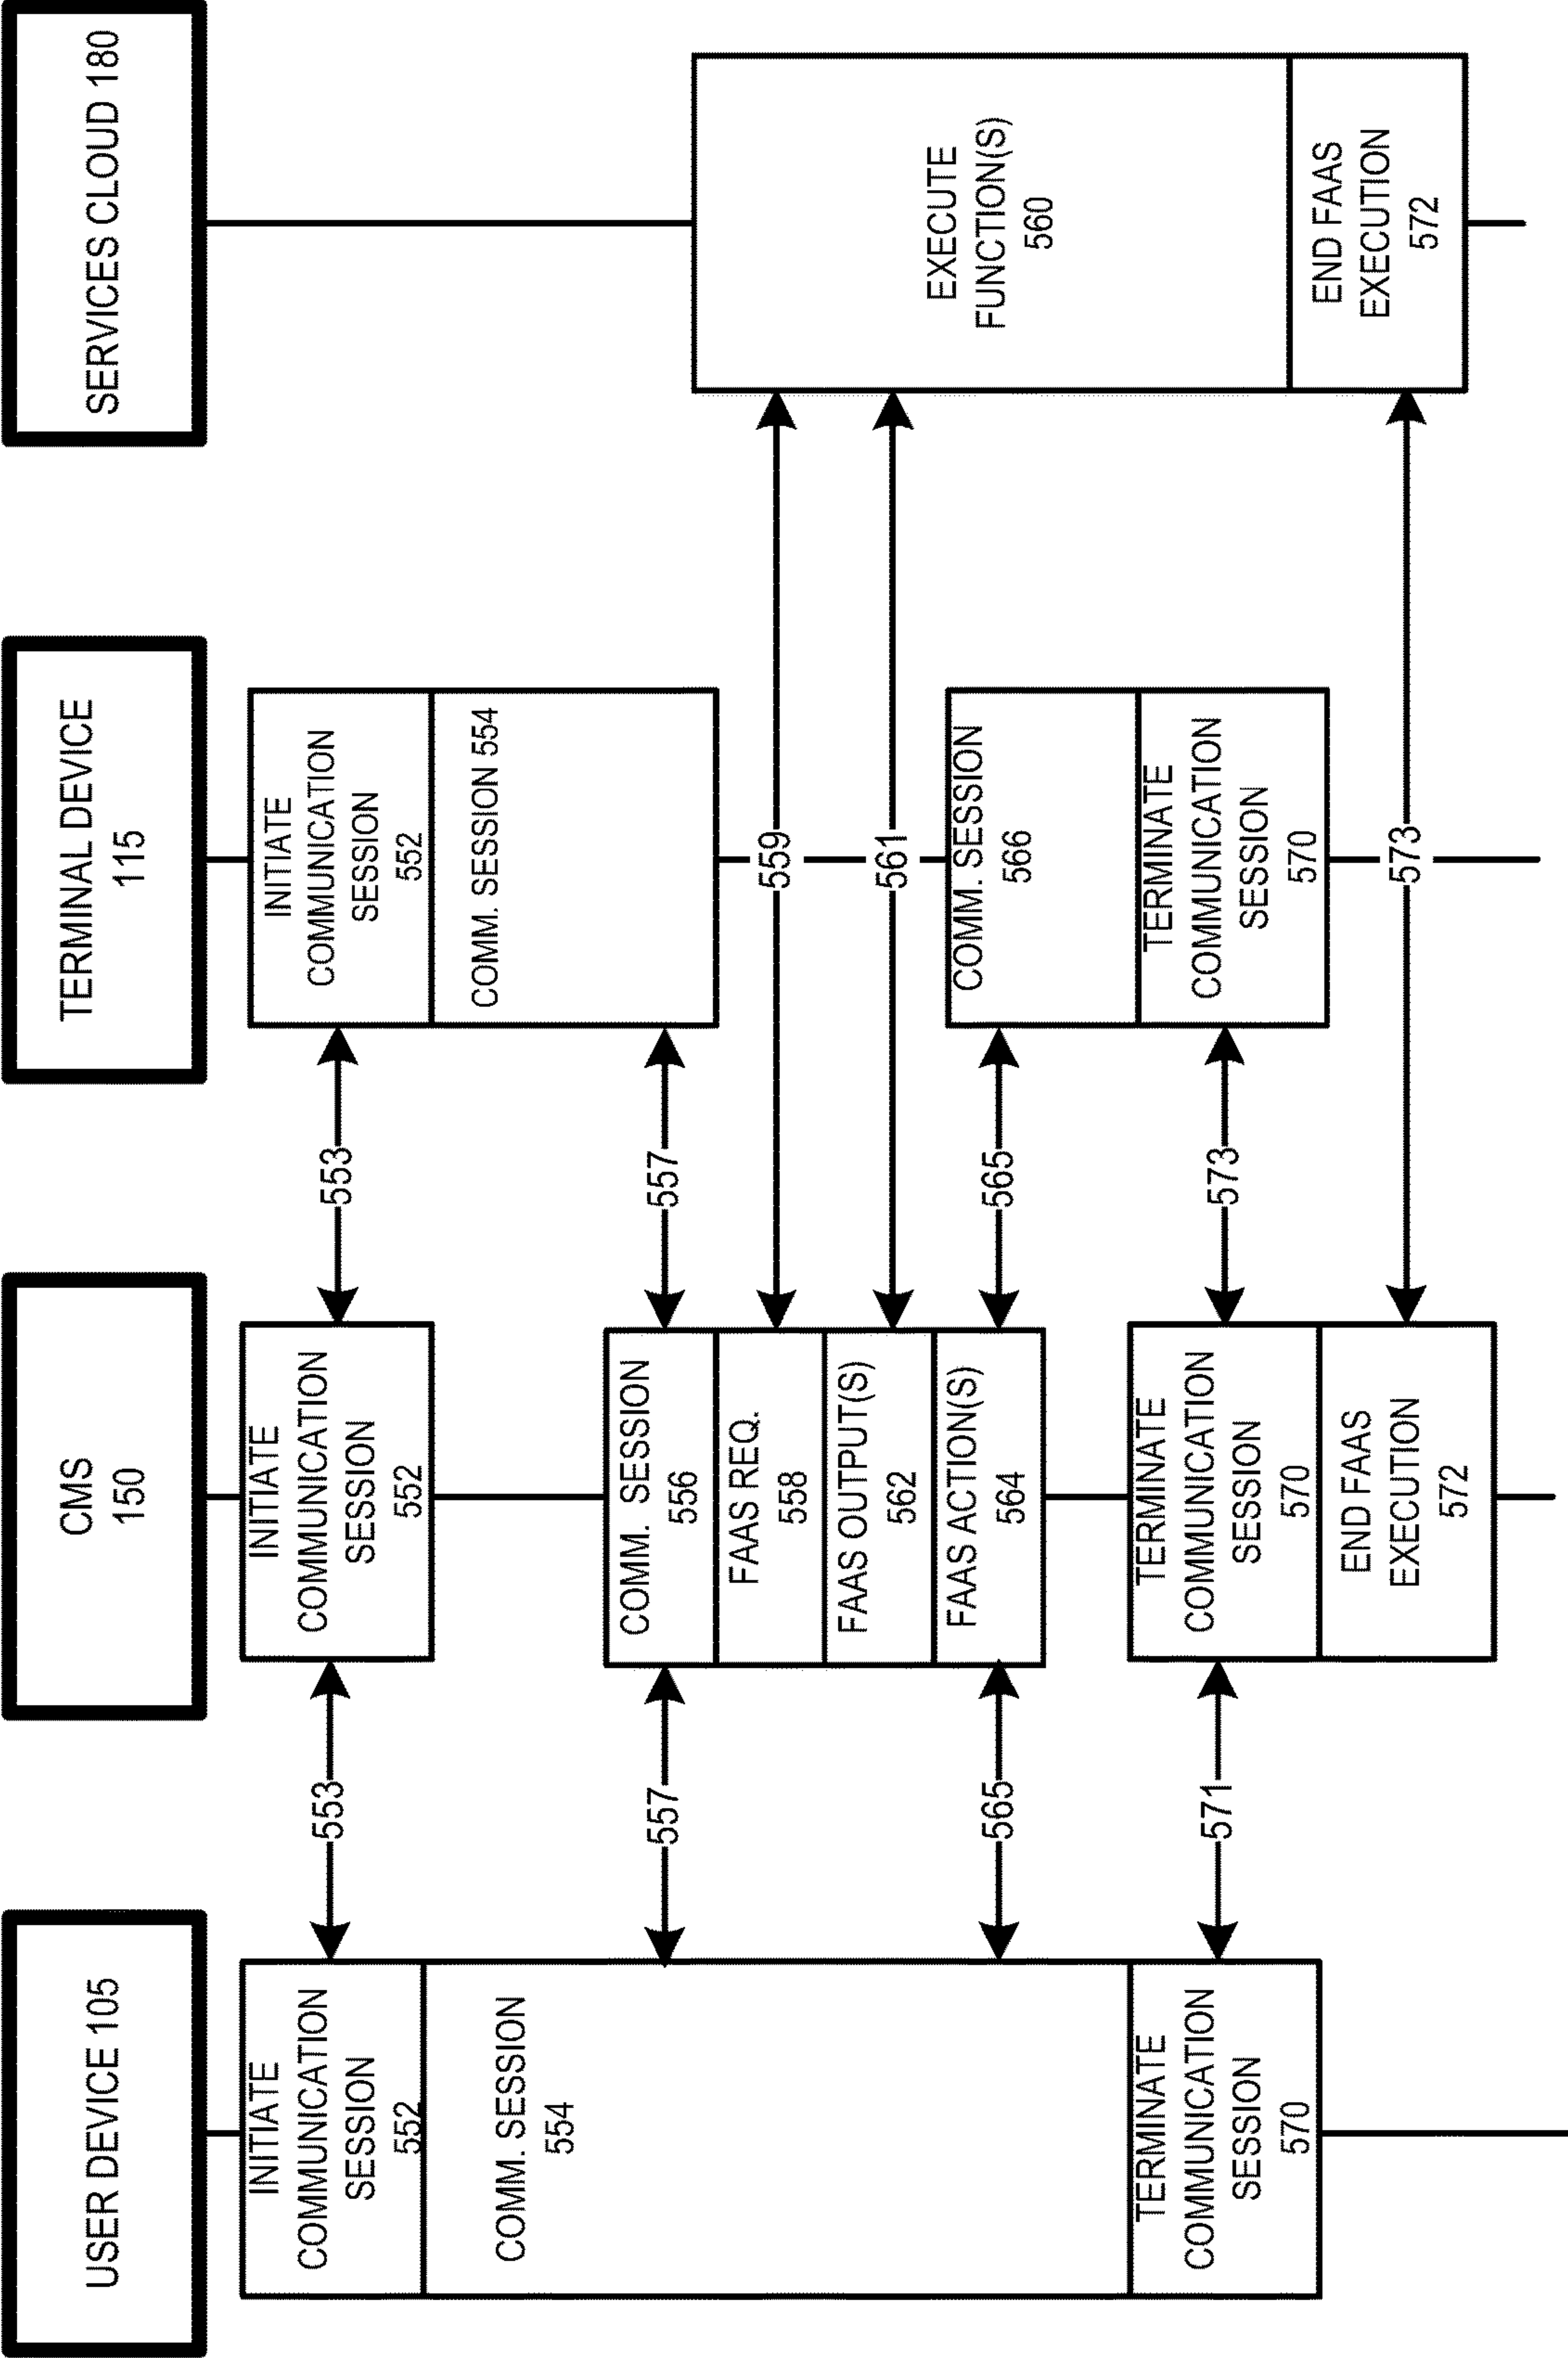 USER DEVICE 105
CMS
150
TERMINAL DEVICE
115
SERVICES CLOUD 180
INITIATE
COMMUNICATION
SESSION
552
553
INITIATE
COMMUNICATION
SESSION
552
553
INITIATE
COMMUNICATION
SESSION
552
COMM. SESSION
554
557
COMM. SESSION
556
557
COMM. SESSION 554
FAAS REQ.
558
559
EXECUTE
FUNCTION(S)
560
FAAS OUTPUT(S)
562
561
565
FAAS ACTION(S)
564
565
COMM. SESSION
566
TERMINATE
COMMUNICATION
SESSION
570
571
TERMINATE
COMMUNICATION
SESSION
570
573
TERMINATE
COMMUNICATION
SESSION
570
END FAAS
EXECUTION
572
573
END FAAS
EXECUTION
572